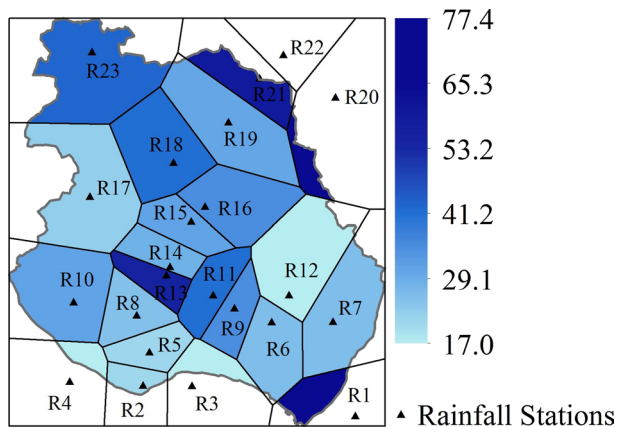 R22
R23
R21
R20
R19
R18
R17
R16
R15
R14
R12
R11
R10
R13
R7
R8
R9
R6
R5
R4
R2
R3
R1
77.4
65.3
53.2
41.2
29.1
17.0
Rainfall Stations